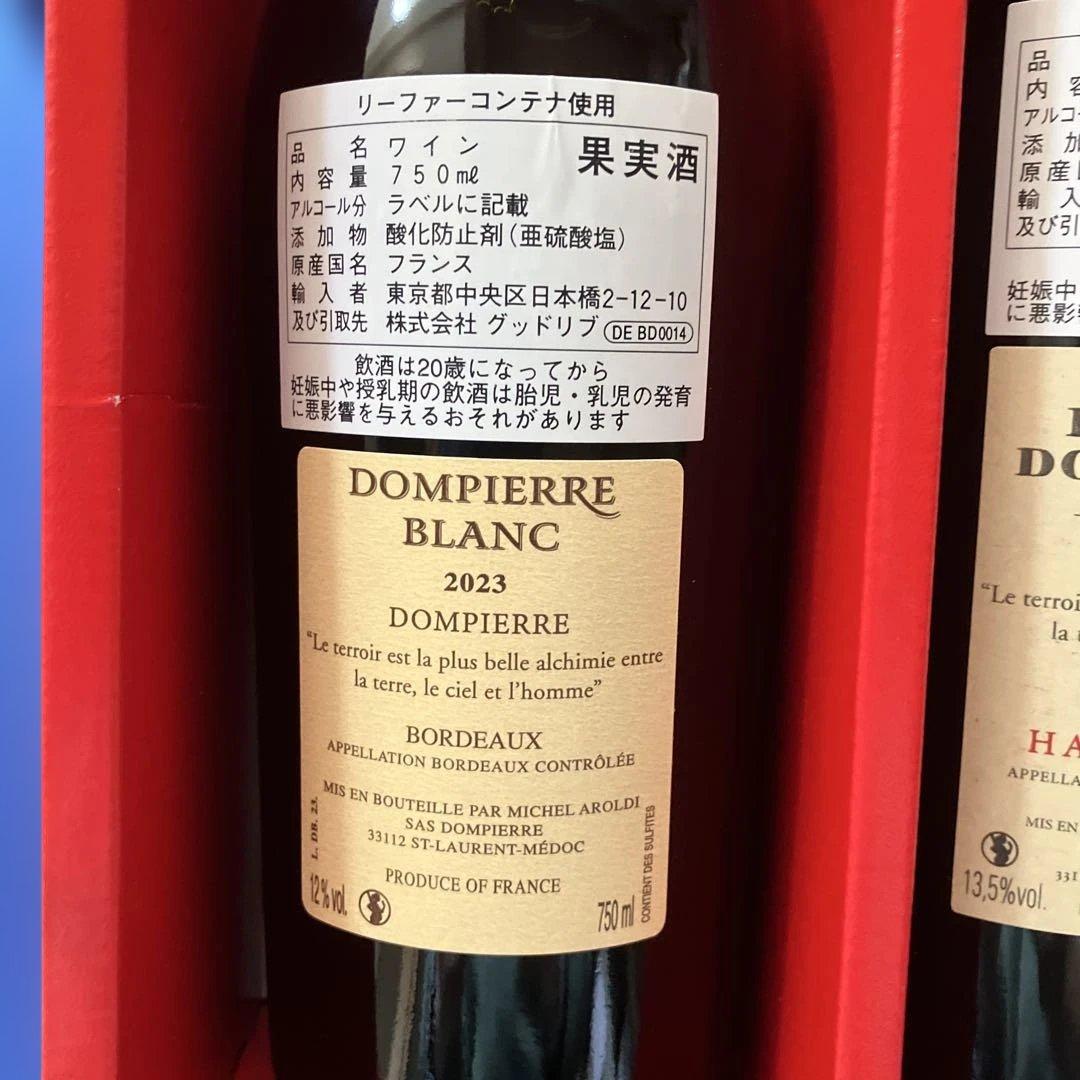 リーファーコンテナ使用
品名 ワイン 果実酒
内容量 750mℓ
アルコール分 ラベルに記載
添加物 酸化防止剤(亜硫酸塩)
原産国名 フランス
輸入者 東京都中央区日本橋2-12-10
及び引取先 株式会社 グッドリブ DE BD0014
飲酒は20歳になってから
妊娠中や授乳期の飲酒は胎児・乳児の発育
に悪影響を与えるおそれがあります
DOMPIERRE
BLANC
2023
DOMPIERRE
“Le terroir est la plus belle alchimie entre
la terre, le ciel et l’homme”
BORDEAUX
APPELLATION BORDEAUX CONTRÔLÉE
MIS EN BOUTEILLE PAR MICHEL AROLDI
SAS DOMPIERRE
33112 ST-LAURENT-MÉDOC
PRODUCE OF FRANCE
L. DB. 23.
12%vol.
750 ml
CONTIENT DES SULFITES
品
内
アルコ
添
原産
輸入
及び引
妊娠中
に悪影
DO
“Le terroi
la
HA
APPELLA
MIS EN
331
13,5%vol.